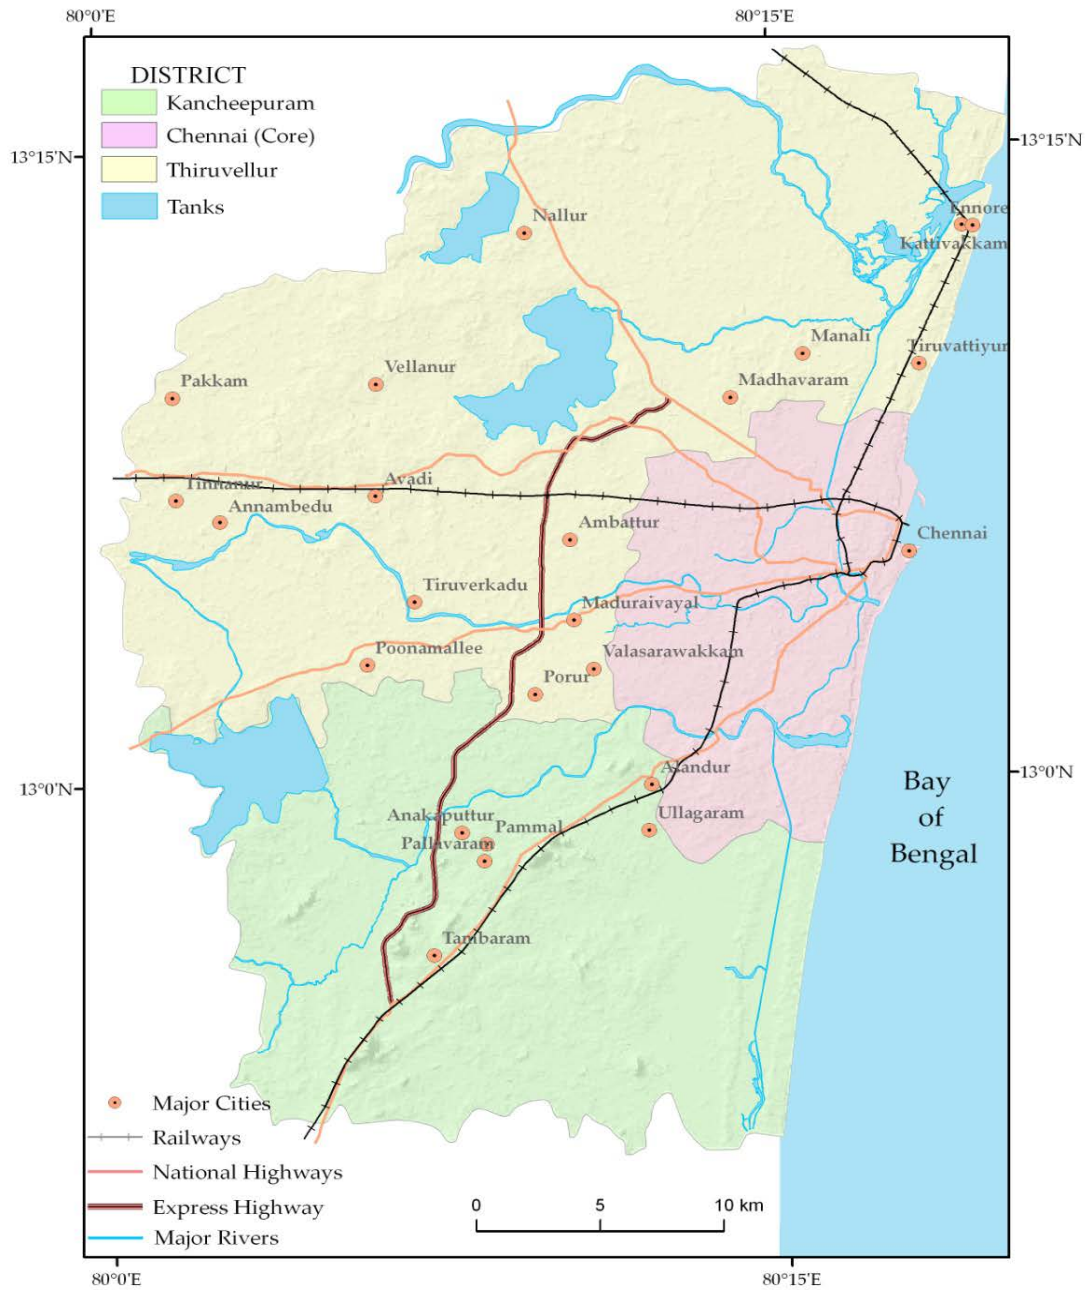 80°0'E
80°15'E
DISTRICT
Kancheepuram
Chennai (Core)
Thiruvellur
Tanks
13°15'N
13°15'N
Nallur
Ennore
Kattivakkam
Manali
Tiruvattiyur
Pakkam
Vellanur
Madhavaram
Tinnanur
Avadi
Annambedu
Ambattur
Chennai
Tiruverkadu
Maduraivayal
Poonamallee
Valasarawakkam
Porur
13°0'N
13°0'N
Alandur
Bay
of
Bengal
Anakaputtur
Ullagaram
Pammal
Pallavaram
Tambaram
Major Cities
Railways
National Highways
Express Highway
Major Rivers
0 5 10 km
80°0'E
80°15'E